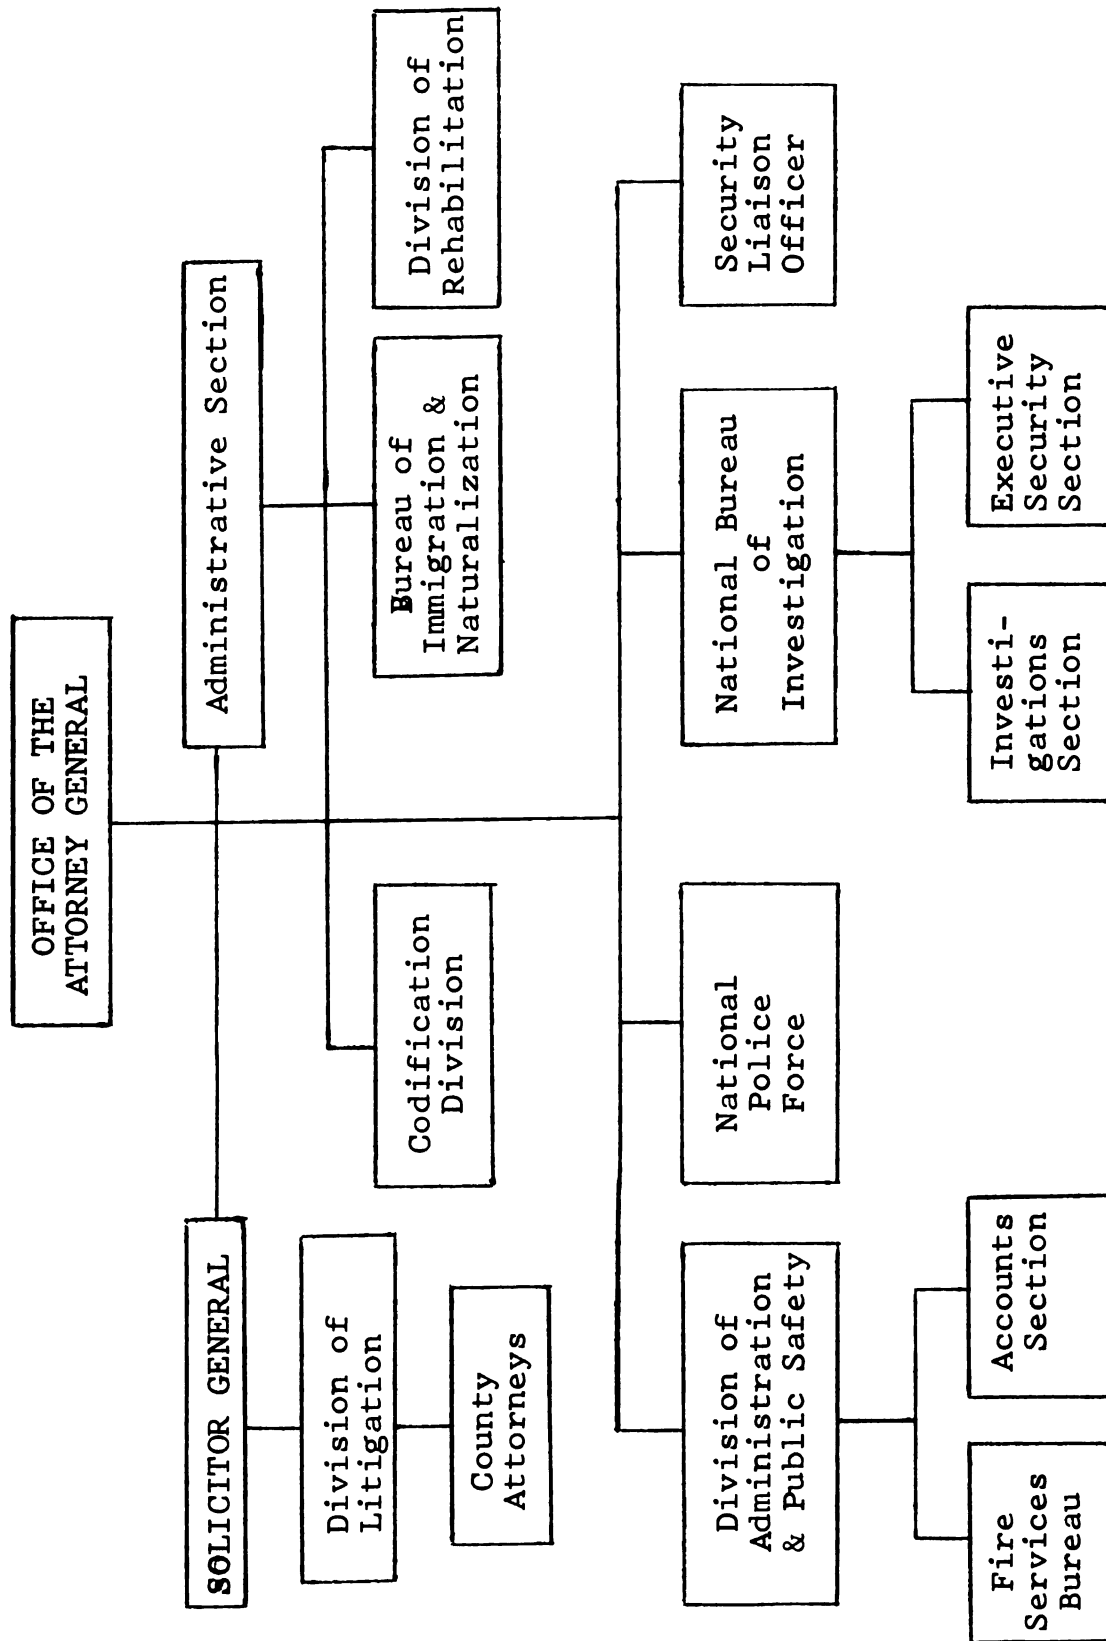 OFFICE OF THE
ATTORNEY GENERAL
SOLICITOR GENERAL
Administrative Section
Division of
Litigation
County
Attorneys
Codification
Division
Bureau of
Immigration &
Naturalization
Division of
Rehabilitation
Division of
Administration
& Public Safety
National
Police
Force
National Bureau
of
Investigation
Security
Liaison
Officer
Fire
Services
Bureau
Accounts
Section
Investi-
gations
Section
Executive
Security
Section